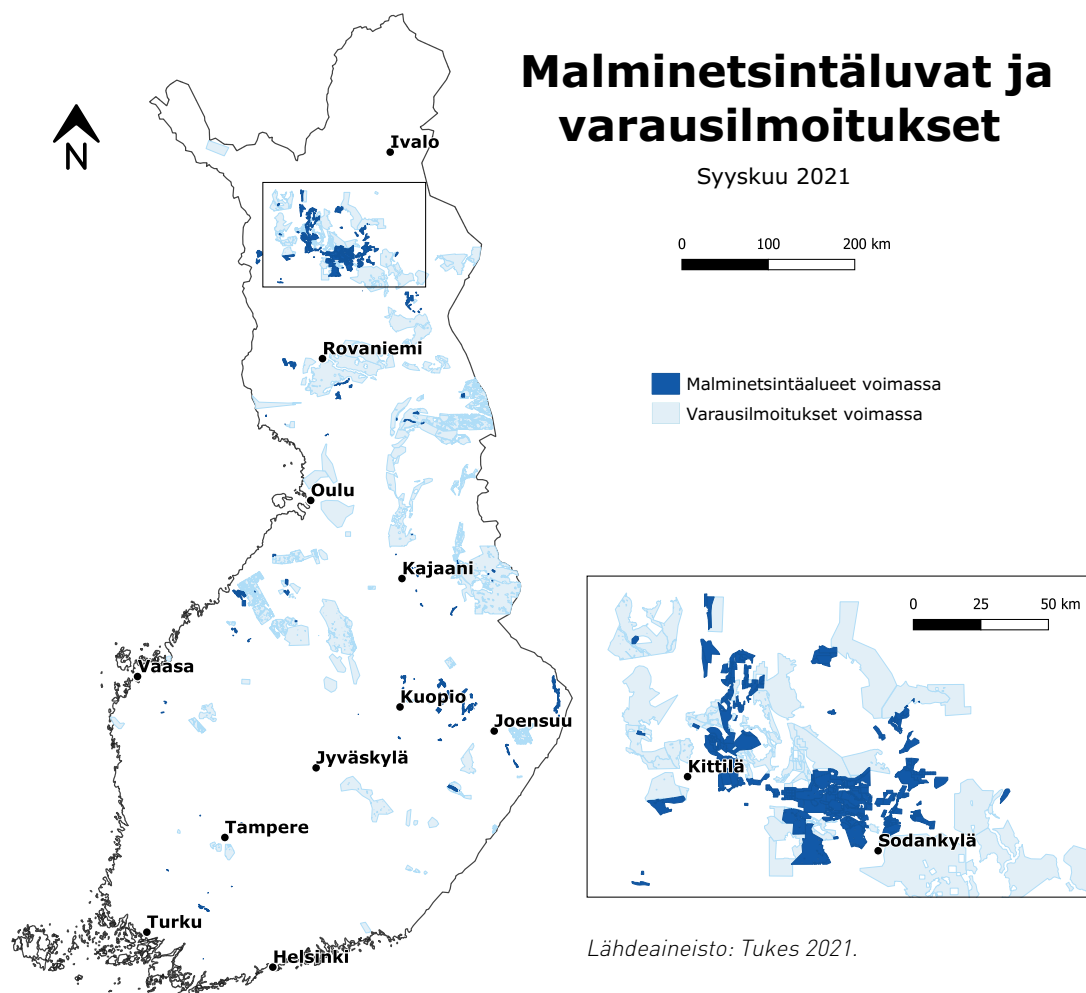 Malminetsintäluvat ja
varausilmoitukset
Syyskuu 2021
N
Ivalo
0 100 200 km
Rovaniemi
Malminetsintäalueet voimassa
Varausilmoitukset voimassa
Oulu
Kajaani
0 25 50 km
Vaasa
Kuopio
Joensuu
Jyväskylä
Kittilä
Tampere
Sodankylä
Turku
Helsinki
Lähdeaineisto: Tukes 2021.